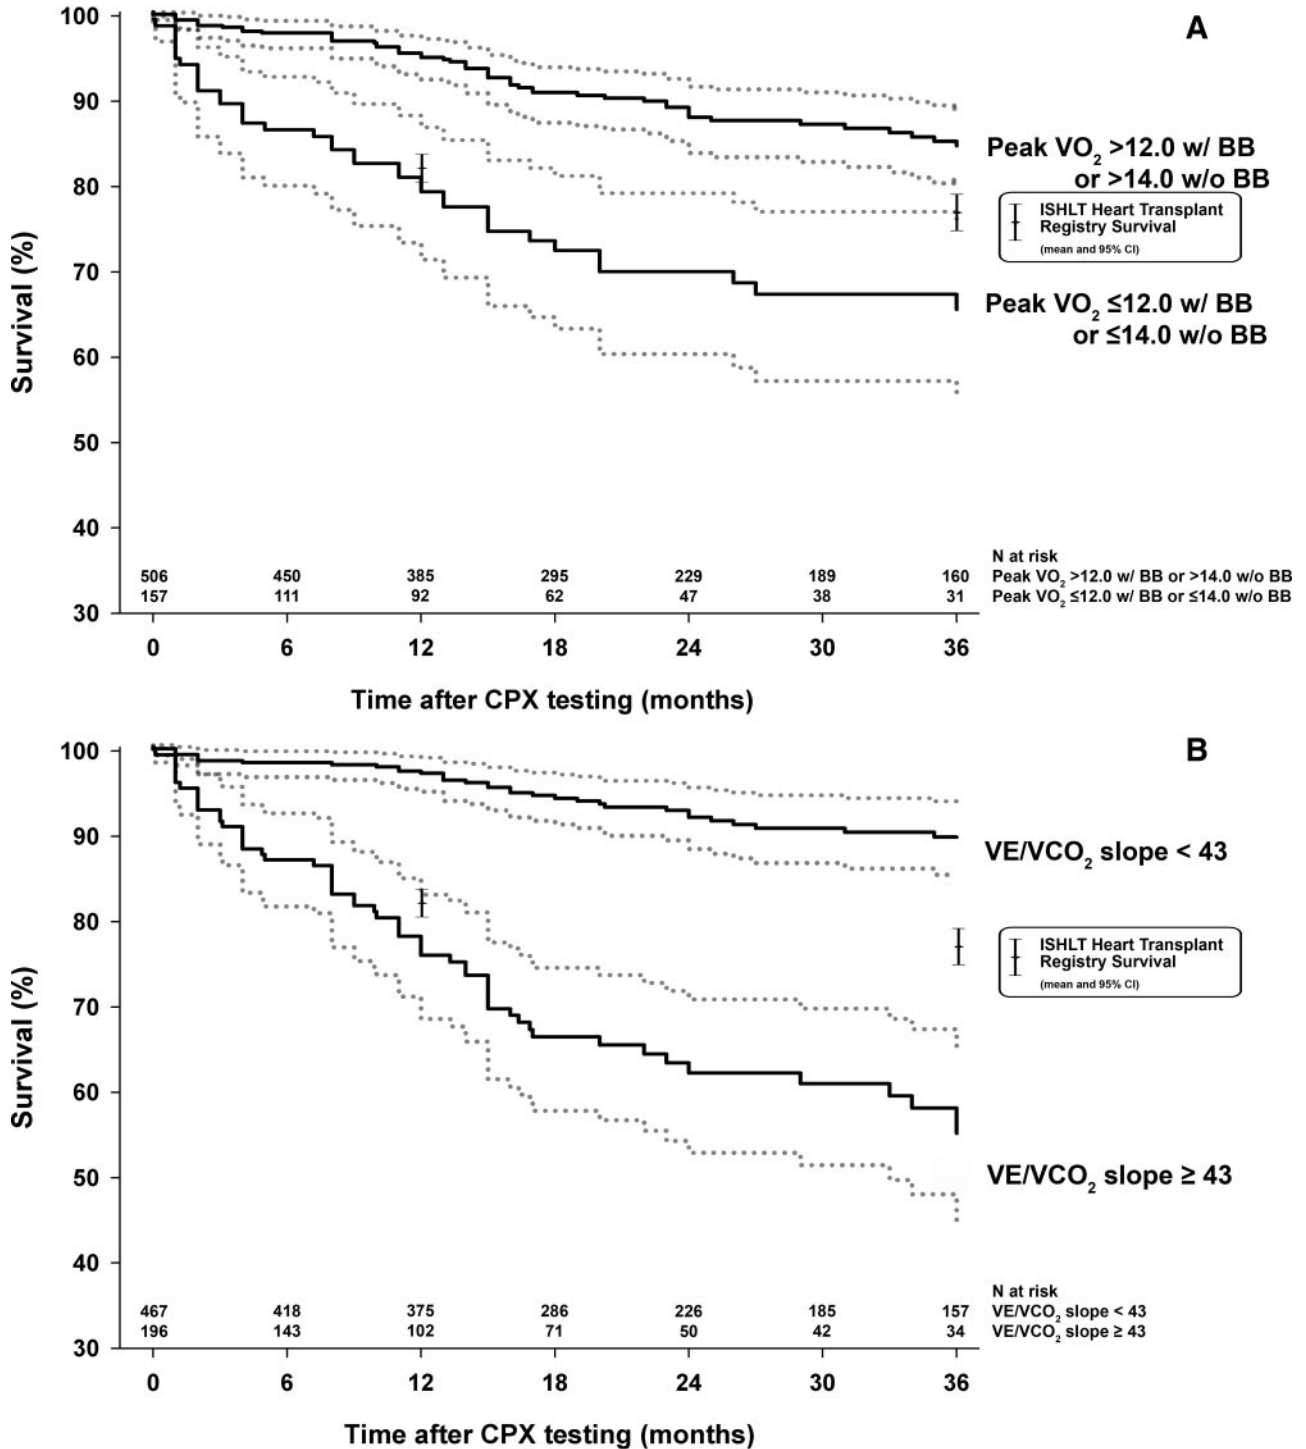 A
100
90
80
70
60
50
40
30
Survival (%)
Peak VO2 >12.0 w/ BB
or >14.0 w/o BB
ISHLT Heart Transplant
Registry Survival
(mean and 95% CI)
Peak VO2 ≤12.0 w/ BB
or ≤14.0 w/o BB
N at risk
506 450 385 295 229 189 160 Peak VO2 >12.0 w/ BB or >14.0 w/o BB
157 111 92 62 47 38 31 Peak VO2 ≤12.0 w/ BB or ≤14.0 w/o BB
0 6 12 18 24 30 36
Time after CPX testing (months)
B
100
90
80
70
60
50
40
30
Survival (%)
VE/VCO2 slope < 43
ISHLT Heart Transplant
Registry Survival
(mean and 95% CI)
VE/VCO2 slope ≥ 43
N at risk
467 418 375 286 226 185 157 VE/VCO2 slope < 43
196 143 102 71 50 42 34 VE/VCO2 slope ≥ 43
0 6 12 18 24 30 36
Time after CPX testing (months)